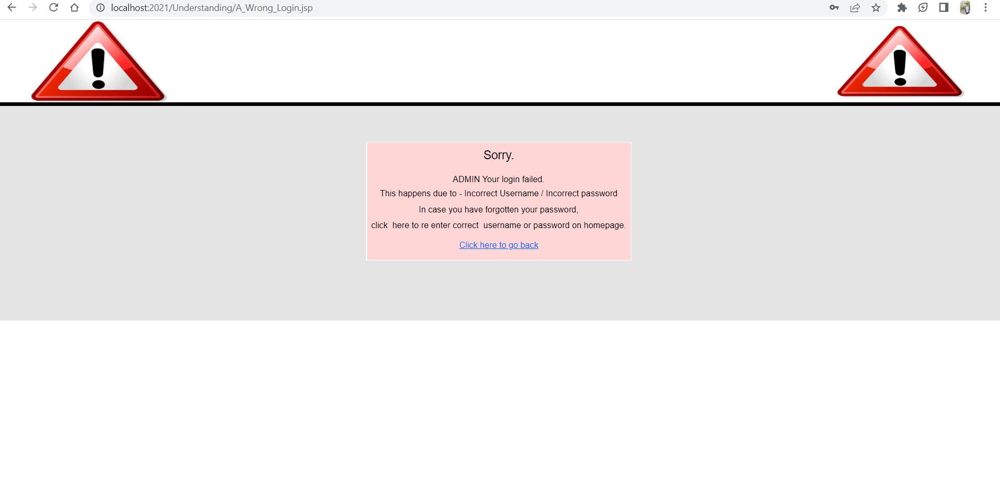 localhost:2021/Understanding/A_Wrong_Login.jsp
Sorry.
ADMIN Your login failed.
This happens due to - Incorrect Username / Incorrect password
In case you have forgotten your password,
click  here to re enter correct  username or password on homepage.
Click here to go back